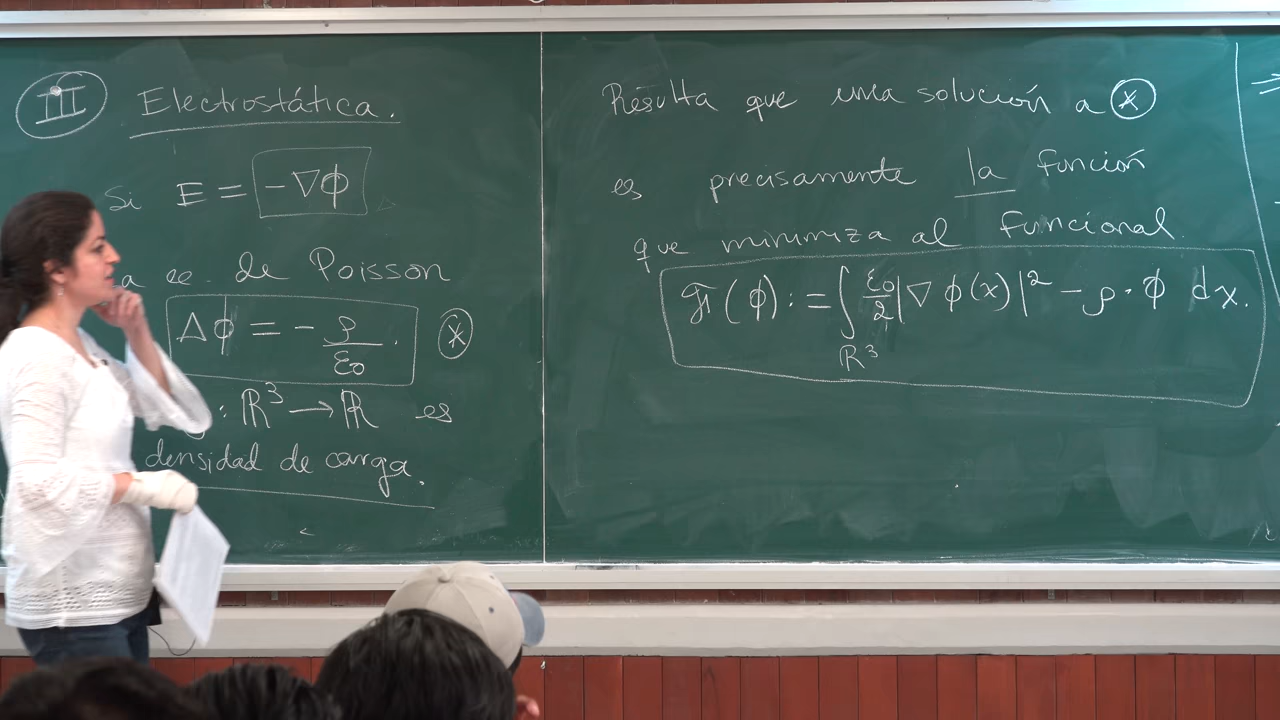 III Electrostática.
Si E = -∇ϕ
a ec. de Poisson
Δϕ = - ρ/ε₀ . (*)
: ℝ³ → ℝ es
densidad de carga.
Resulta que una solución a (*)
es precisamente la función
que minimiza al funcional.
F(ϕ) := ∫_ℝ³ ε₀/2 |∇ϕ(x)|² - ρ·ϕ dx.